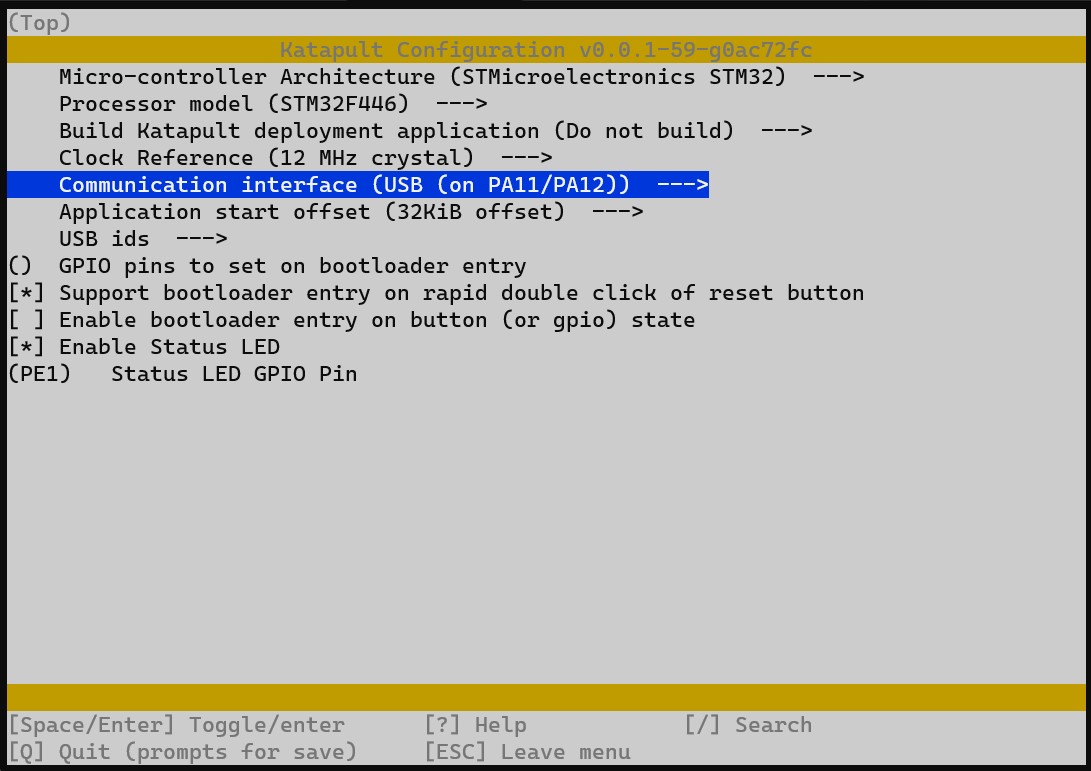 (Top)
Katapult Configuration v0.0.1-59-g0ac72fc
Micro-controller Architecture (STMicroelectronics STM32)  --->
Processor model (STM32F446)  --->
Build Katapult deployment application (Do not build)  --->
Clock Reference (12 MHz crystal)  --->
Communication interface (USB (on PA11/PA12))  --->
Application start offset (32KiB offset)  --->
USB ids  --->
()  GPIO pins to set on bootloader entry
[*] Support bootloader entry on rapid double click of reset button
[ ] Enable bootloader entry on button (or gpio) state
[*] Enable Status LED
(PE1)   Status LED GPIO Pin
[Space/Enter] Toggle/enter      [?] Help            [/] Search
[Q] Quit (prompts for save)     [ESC] Leave menu